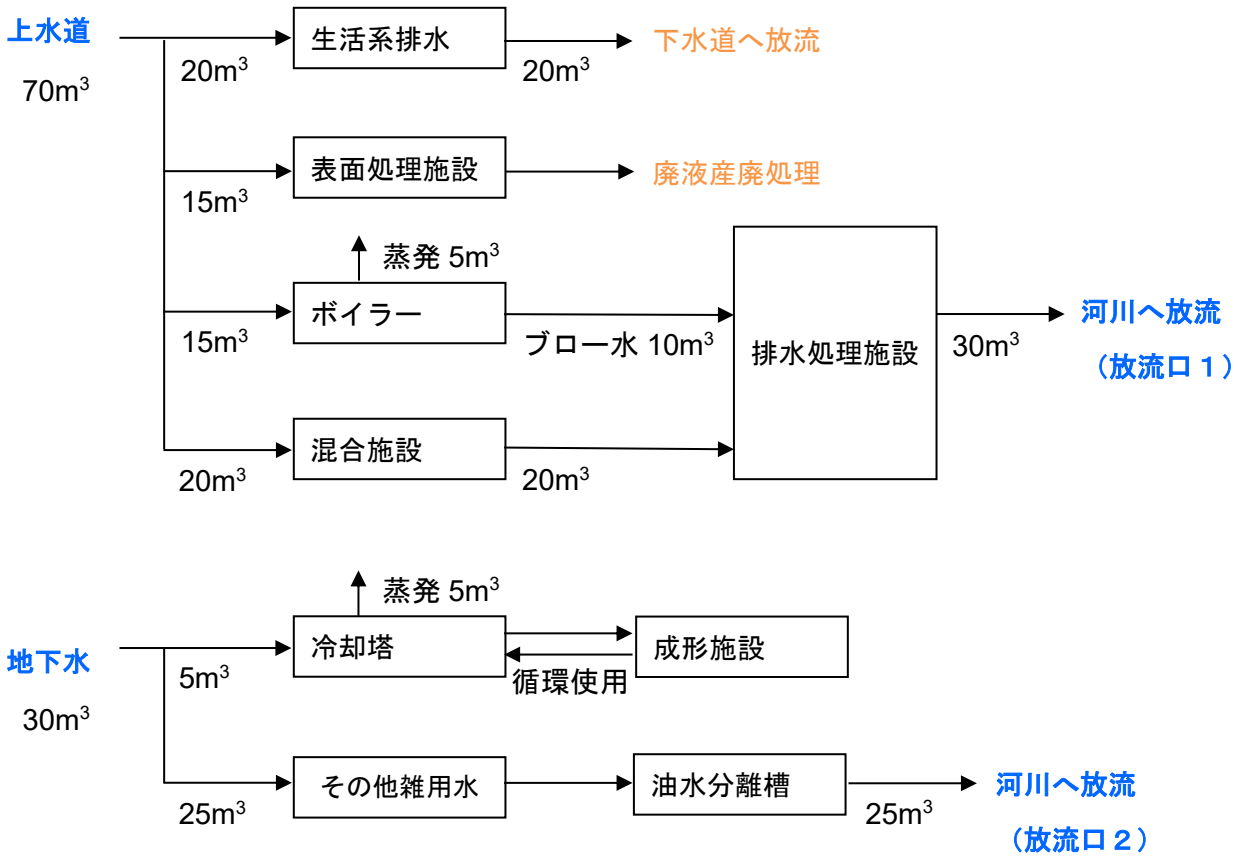 上水道
70m³
20m³
生活系排水
20m³
下水道へ放流
15m³
表面処理施設
廃液産廃処理
蒸発 5m³
15m³
ボイラー
ブロー水 10m³
排水処理施設
30m³
河川へ放流
（放流口１）
20m³
混合施設
20m³
地下水
30m³
蒸発 5m³
5m³
冷却塔
循環使用
成形施設
25m³
その他雑用水
油水分離槽
25m³
河川へ放流
（放流口２）